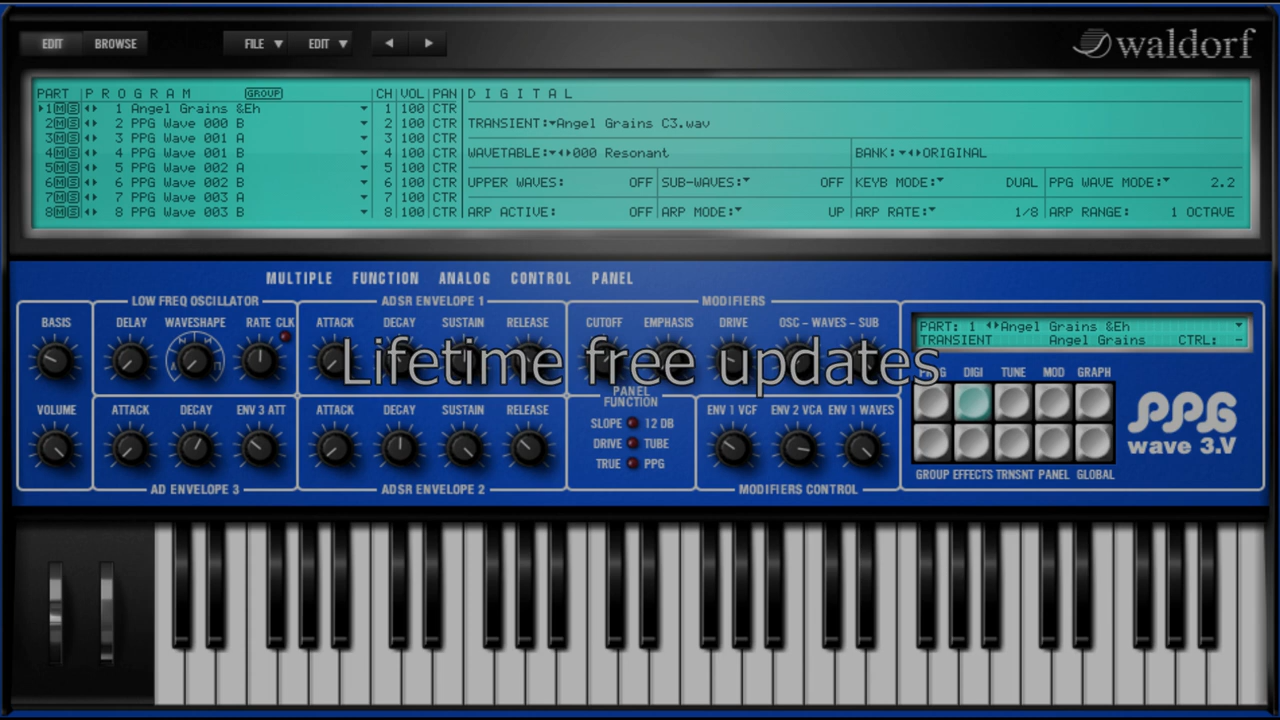 EDIT BROWSE FILE EDIT
waldorf
PART PROGRAM GROUP CH VOL PAN DIGITAL
1 M S 1 Angel Grains &Eh 1 100 CTR
2 M S 2 PPG Wave 000 B 2 100 CTR TRANSIENT: Angel Grains C3.wav
3 M S 3 PPG Wave 001 A 3 100 CTR
4 M S 4 PPG Wave 001 B 4 100 CTR WAVETABLE: 000 Resonant BANK: ORIGINAL
5 M S 5 PPG Wave 002 A 5 100 CTR
6 M S 6 PPG Wave 002 B 6 100 CTR UPPER WAVES: OFF SUB-WAVES: OFF KEYB MODE: DUAL PPG WAVE MODE: 2.2
7 M S 7 PPG Wave 003 A 7 100 CTR
8 M S 8 PPG Wave 003 B 8 100 CTR ARP ACTIVE: OFF ARP MODE: UP ARP RATE: 1/8 ARP RANGE: 1 OCTAVE
MULTIPLE FUNCTION ANALOG CONTROL PANEL
LOW FREQ OSCILLATOR ADSR ENVELOPE 1 MODIFIERS
BASIS DELAY WAVESHAPE RATE CLK ATTACK DECAY SUSTAIN RELEASE CUTOFF EMPHASIS DRIVE OSC - WAVES - SUB
PART: 1 Angel Grains &Eh
TRANSIENT Angel Grains CTRL: -
Lifetime free updates
DIGI TUNE MOD GRAPH
PANEL
FUNCTION
VOLUME ATTACK DECAY ENV 3 ATT ATTACK DECAY SUSTAIN RELEASE ENV 1 VCF ENV 2 VCA ENV 1 WAVES
SLOPE 12 DB
DRIVE TUBE
TRUE PPG
PPG
wave 3.V
GROUP EFFECTS TRNSNT PANEL GLOBAL
AD ENVELOPE 3 ADSR ENVELOPE 2 MODIFIERS CONTROL